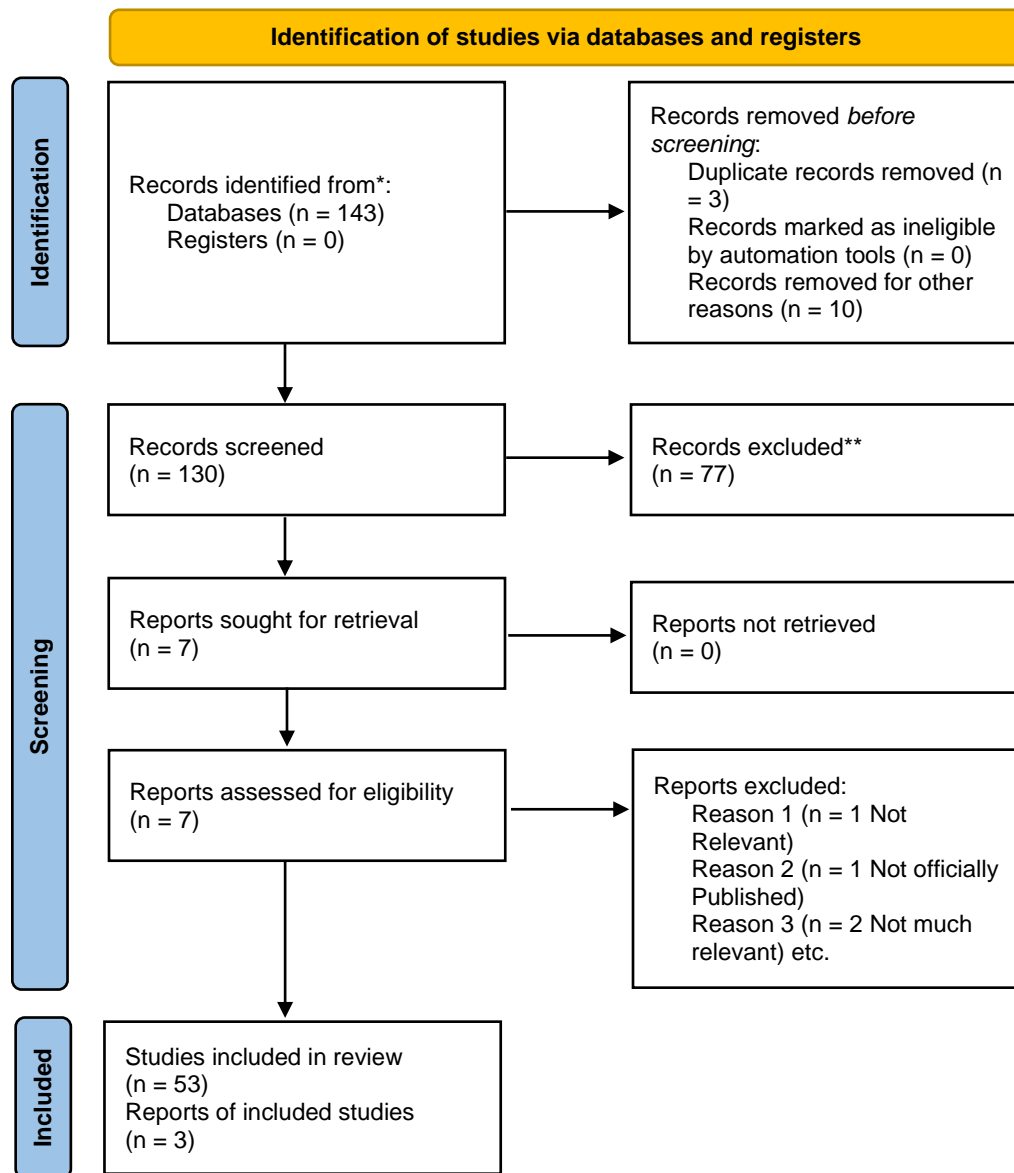 Identification of studies via databases and registers
Identification
Records identified from*:
Databases (n = 143)
Registers (n = 0)
Records removed before
screening:
Duplicate records removed (n
= 3)
Records marked as ineligible
by automation tools (n = 0)
Records removed for other
reasons (n = 10)
Screening
Records screened
(n = 130)
Records excluded**
(n = 77)
Reports sought for retrieval
(n = 7)
Reports not retrieved
(n = 0)
Reports assessed for eligibility
(n = 7)
Reports excluded:
Reason 1 (n = 1 Not
Relevant)
Reason 2 (n = 1 Not officially
Published)
Reason 3 (n = 2 Not much
relevant) etc.
Included
Studies included in review
(n = 53)
Reports of included studies
(n = 3)